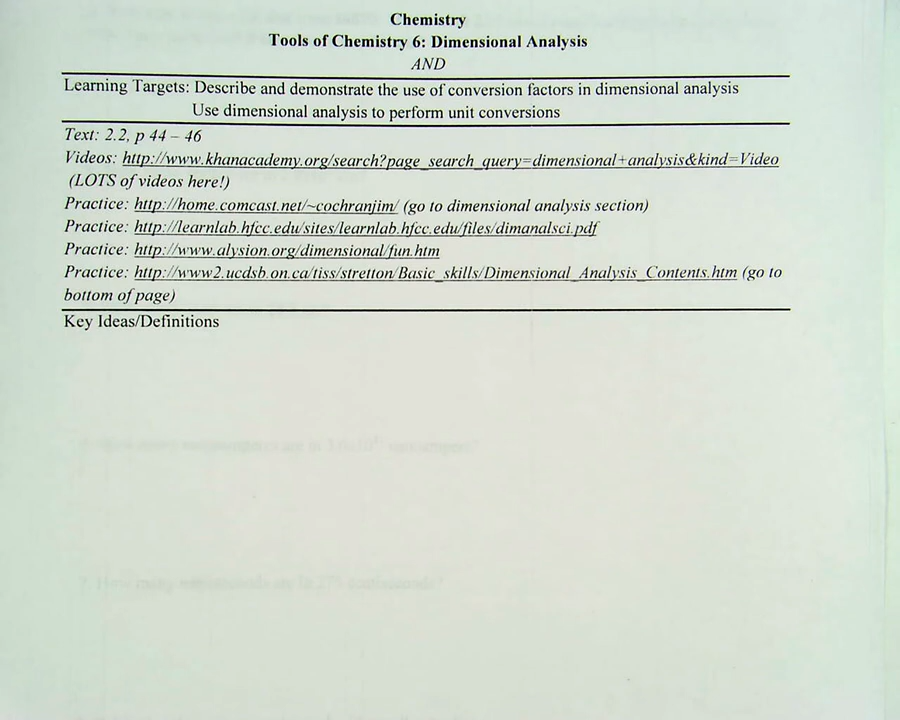 Chemistry
Tools of Chemistry 6: Dimensional Analysis
AND
Learning Targets: Describe and demonstrate the use of conversion factors in dimensional analysis
Use dimensional analysis to perform unit conversions
Text: 2.2, p 44 – 46
Videos: http://www.khanacademy.org/search?page_search_query=dimensional+analysis&kind=Video
(LOTS of videos here!)
Practice: http://home.comcast.net/~cochranjim/ (go to dimensional analysis section)
Practice: http://learnlab.hfcc.edu/sites/learnlab.hfcc.edu/files/dimanalsci.pdf
Practice: http://www.alysion.org/dimensional/fun.htm
Practice: http://www2.ucdsb.on.ca/tiss/stretton/Basic_skills/Dimensional_Analysis_Contents.htm (go to
bottom of page)
Key Ideas/Definitions